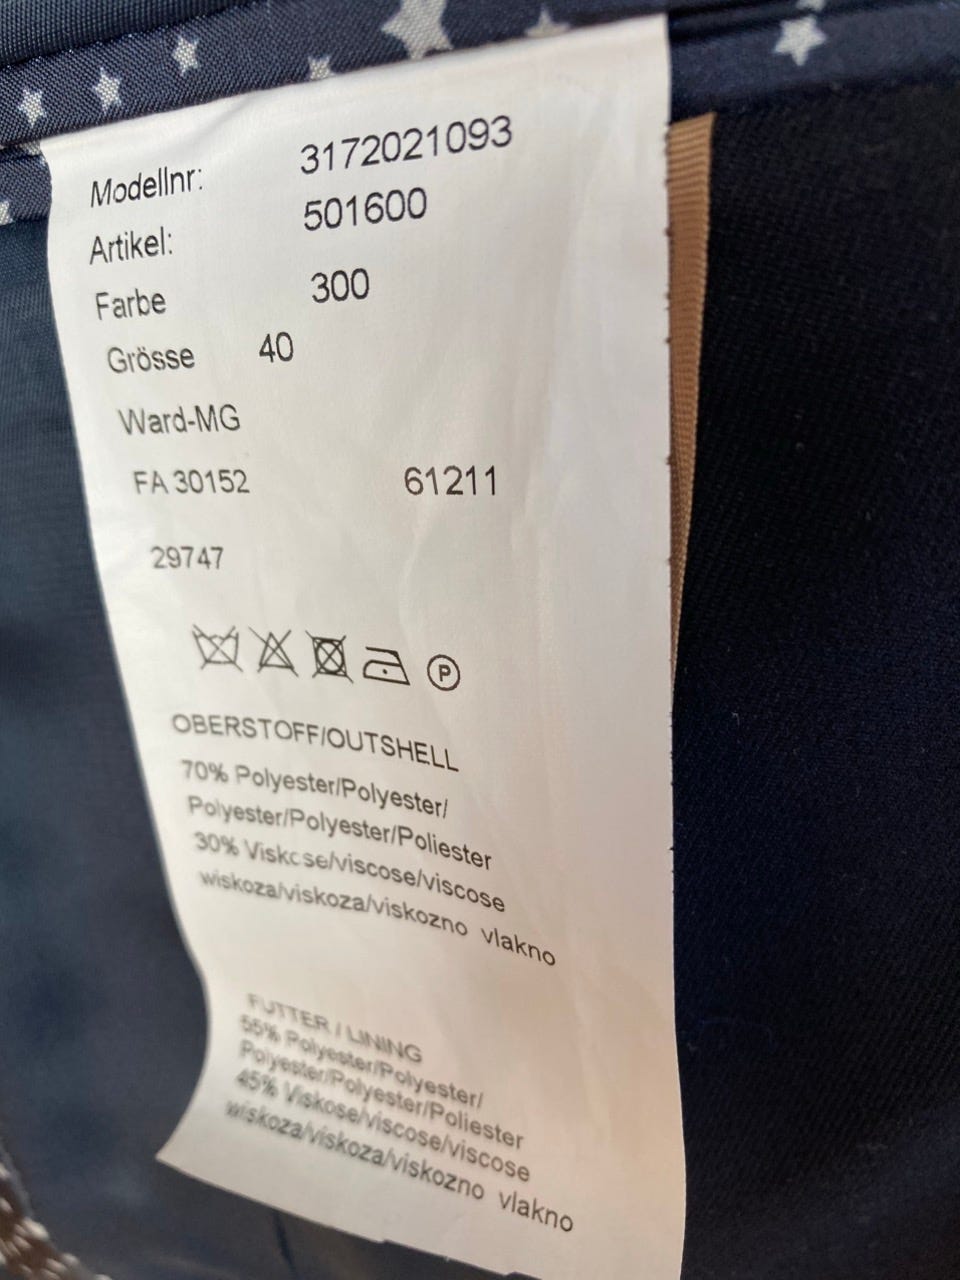 Modellnr: 3172021093
Artikel: 501600
Farbe 300
Grösse 40
Ward-MG
FA 30152 61211
29747
P
OBERSTOFF/OUTSHELL
70% Polyester/Polyester/
Polyester/Polyester/Poliester
30% Viskose/viscose/viscose
wiskoza/viskoza/viskozno vlakno
FUTTER / LINING
55% Polyester/Polyester/
Polyester/Polyester/Poliester
45% Viskose/viscose/viscose
wiskoza/viskoza/viskozno vlakno